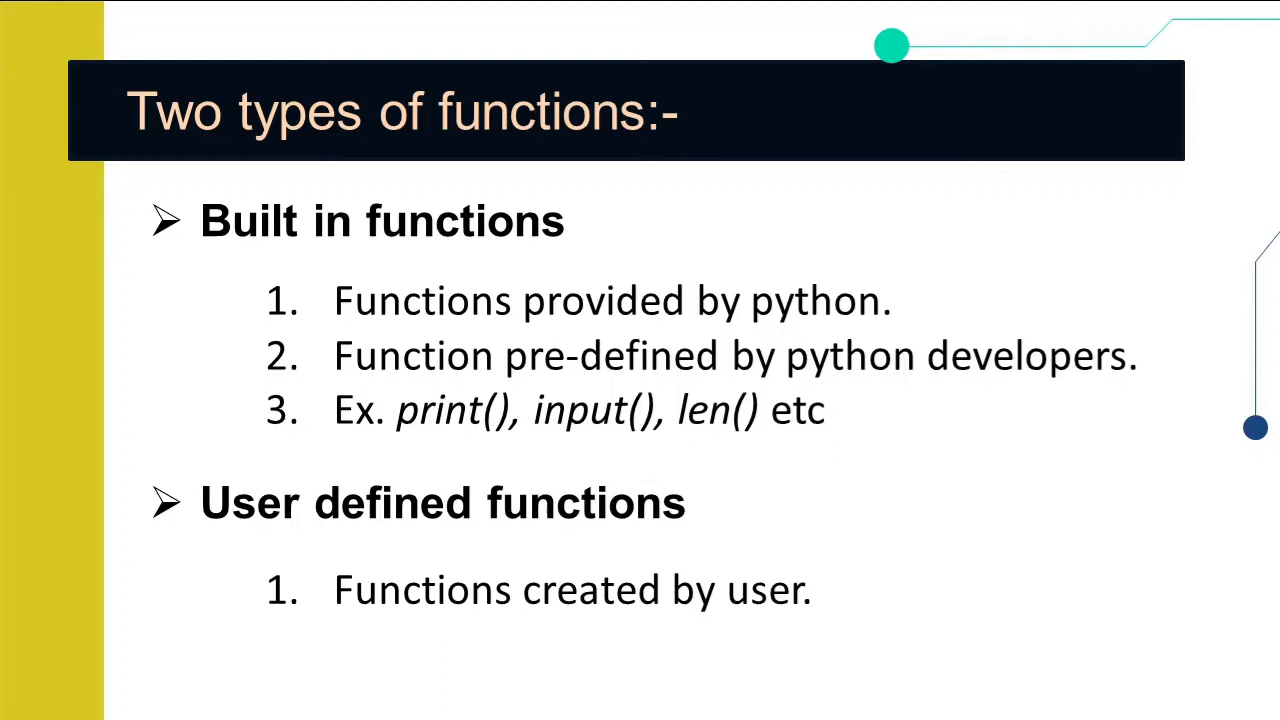 Two types of functions:-
➢ Built in functions
1. Functions provided by python.
2. Function pre-defined by python developers.
3. Ex. print(), input(), len() etc
➢ User defined functions
1. Functions created by user.